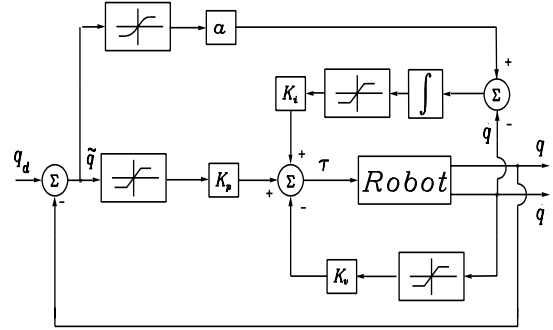 a
+
Σ
-
∫
K_i
q̇
q_d
Σ
-
q̃
K_p
+
+
Σ
-
τ
Robot
q
q̇
K_v